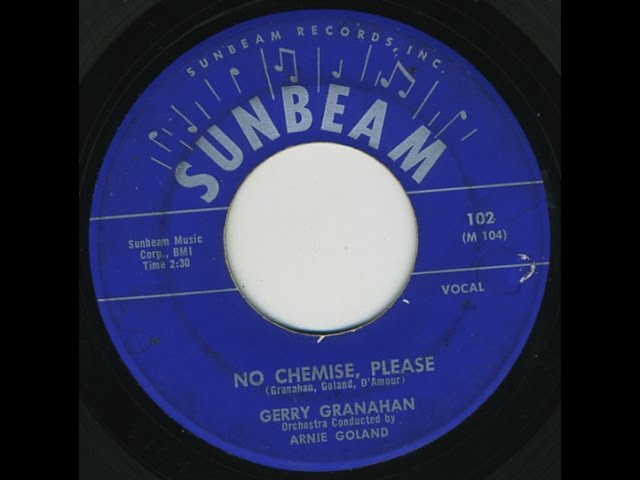 SUNBEAM RECORDS, INC.
SUNBEAM
Sunbeam Music
Corp., BMI
Time 2:30
102
(M 104)
VOCAL
NO CHEMISE, PLEASE
(Granahan, Goland, D'Amour)
GERRY GRANAHAN
Orchestra Conducted by
ARNIE GOLAND